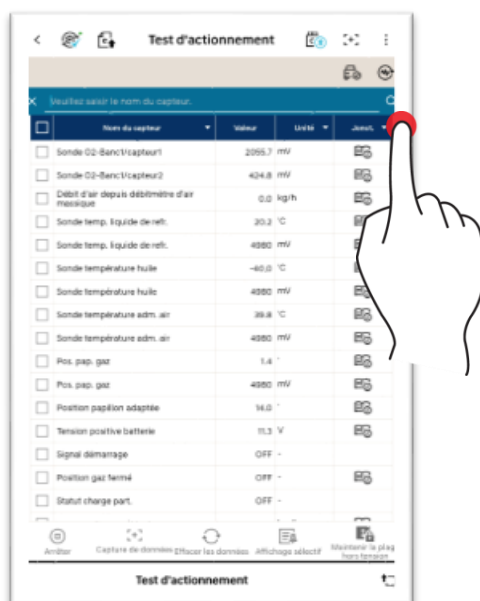 Test d'actionnement
Veuillez saisir le nom du capteur.
Nom du capteur Valeur Unité Jonct.
Sonde O2-Banc1/capteur1 2055.7 mV
Sonde O2-Banc1/capteur2 424.8 mV
Débit d'air depuis débitmètre d'air massique 0.0 kg/h
Sonde temp. liquide de refr. 20.2 °C
Sonde temp. liquide de refr. 4980 mV
Sonde température huile -40,0 °C
Sonde température huile 4980 mV
Sonde température adm. air 39.8 °C
Sonde température adm. air 4980 mV
Pos. pap. gaz 1.4 °
Pos. pap. gaz 4980 mV
Position papillon adaptée 14.0 °
Tension positive batterie 11.3 V
Signal démarrage OFF -
Position gaz fermé OFF -
Statut charge part. OFF -
Arrêter Capture de données Effacer les données Affichage sélectif Maintenir le plag hors tension
Test d'actionnement